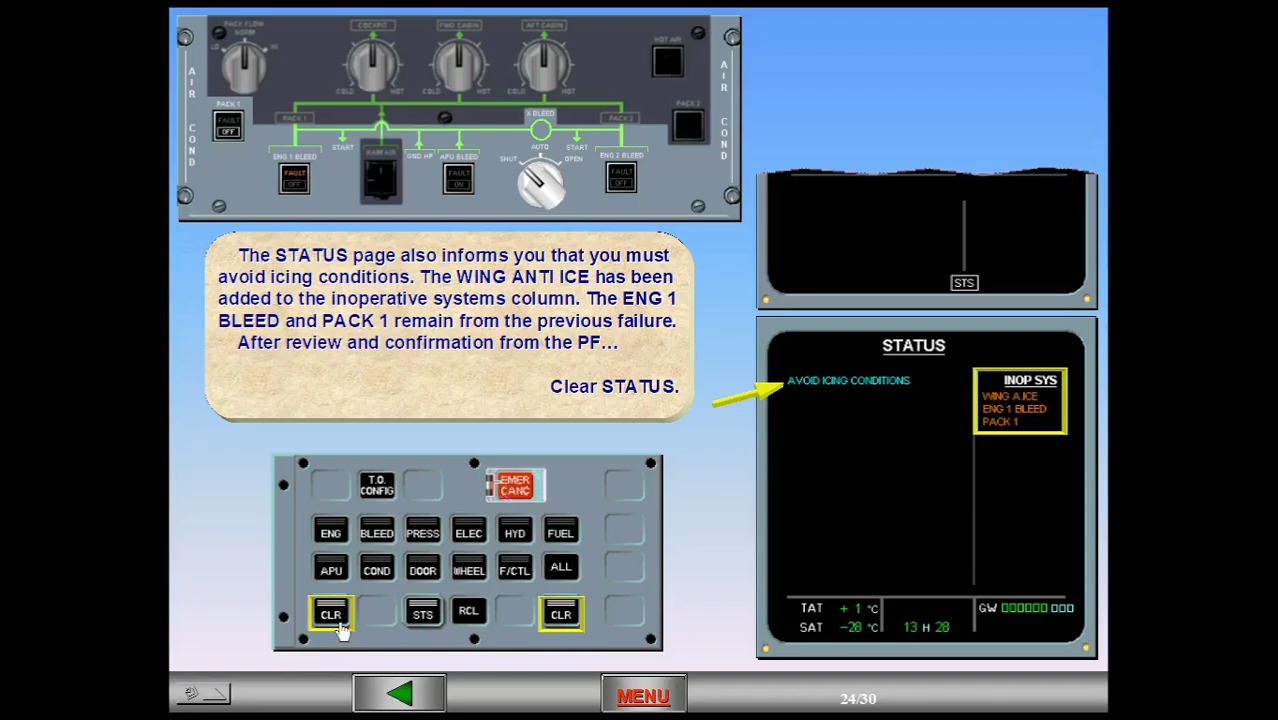 PACK FLOW
NORM
LO
HI
COCKPIT
FWD CABIN
AFT CABIN
HOT AIR
COLD
HOT
COLD
HOT
COLD
HOT
AIR COND
AIR COND
PACK 1
FAULT
OFF
PACK 1
X BLEED
PACK 2
PACK 2
START
RAM AIR
GND HP
APU BLEED
AUTO
START
ENG 1 BLEED
SHUT
OPEN
ENG 2 BLEED
FAULT
OFF
FAULT
ON
FAULT
OFF
The STATUS page also informs you that you must
avoid icing conditions. The WING ANTI ICE has been
added to the inoperative systems column. The ENG 1
BLEED and PACK 1 remain from the previous failure.
After review and confirmation from the PF...
Clear STATUS.
STS
STATUS
AVOID ICING CONDITIONS
INOP SYS
WING A.ICE
ENG 1 BLEED
PACK 1
TAT + 1 °C
GW
SAT -28 °C
13 H 28
T.O.
CONFIG
EMER
CANC
ENG BLEED PRESS ELEC HYD FUEL
APU COND DOOR WHEEL F/CTL ALL
CLR STS RCL CLR
MENU
24/30